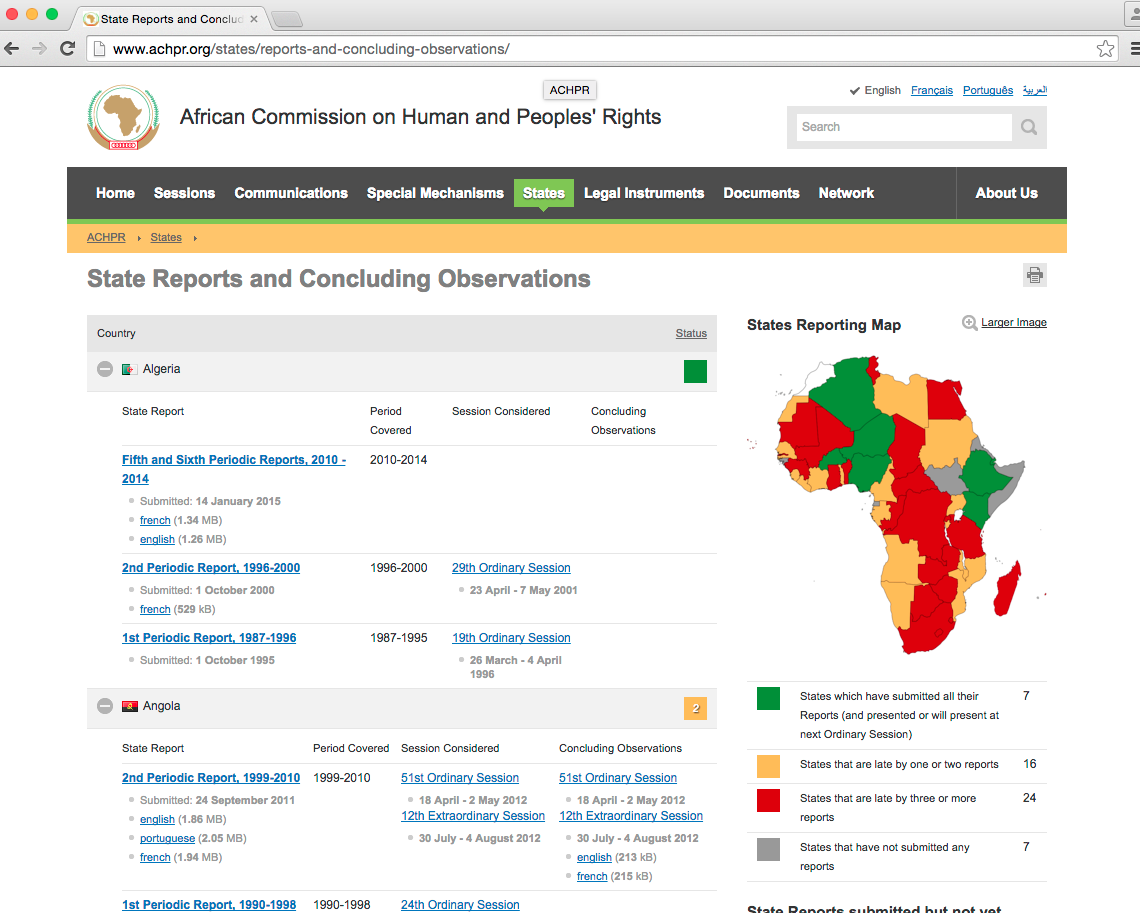 State Reports and Conclud
www.achpr.org/states/reports-and-concluding-observations/
ACHPR
African Commission on Human and Peoples' Rights
English Français Português العربية
Search
Home Sessions Communications Special Mechanisms States Legal Instruments Documents Network About Us
ACHPR States
State Reports and Concluding Observations
Country Status
Algeria
State Report Period Covered Session Considered Concluding Observations
Fifth and Sixth Periodic Reports, 2010 - 2014 2010-2014
Submitted: 14 January 2015
french (1.34 MB)
english (1.26 MB)
2nd Periodic Report, 1996-2000 1996-2000 29th Ordinary Session
Submitted: 1 October 2000 23 April - 7 May 2001
french (529 kB)
1st Periodic Report, 1987-1996 1987-1995 19th Ordinary Session
Submitted: 1 October 1995 26 March - 4 April 1996
Angola 2
State Report Period Covered Session Considered Concluding Observations
2nd Periodic Report, 1999-2010 1999-2010 51st Ordinary Session 51st Ordinary Session
Submitted: 24 September 2011 18 April - 2 May 2012 18 April - 2 May 2012
english (1.86 MB) 12th Extraordinary Session 12th Extraordinary Session
portuguese (2.05 MB) 30 July - 4 August 2012 30 July - 4 August 2012
french (1.94 MB) english (213 kB)
french (215 kB)
1st Periodic Report, 1990-1998 1990-1998 24th Ordinary Session
States Reporting Map Larger Image
States which have submitted all their 7
Reports (and presented or will present at
next Ordinary Session)
States that are late by one or two reports 16
States that are late by three or more 24
reports
States that have not submitted any 7
reports
State Reports submitted but not yet